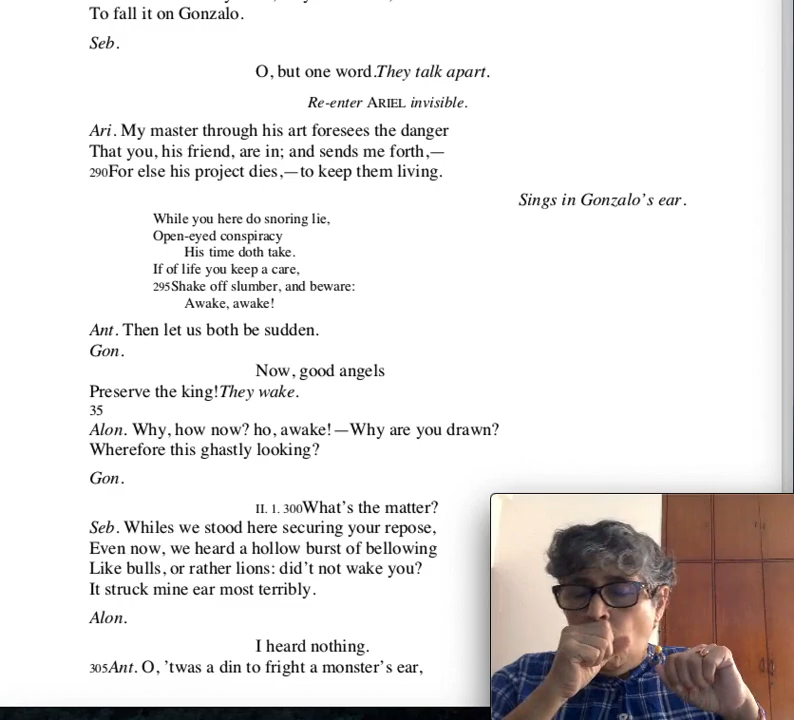 To fall it on Gonzalo.
Seb.
O, but one word.They talk apart.
Re-enter ARIEL invisible.
Ari. My master through his art foresees the danger
That you, his friend, are in; and sends me forth,—
290For else his project dies,—to keep them living.
Sings in Gonzalo's ear.
While you here do snoring lie,
Open-eyed conspiracy
His time doth take.
If of life you keep a care,
295Shake off slumber, and beware:
Awake, awake!
Ant. Then let us both be sudden.
Gon.
Now, good angels
Preserve the king!They wake.
35
Alon. Why, how now? ho, awake!—Why are you drawn?
Wherefore this ghastly looking?
Gon.
II. 1. 300What's the matter?
Seb. Whiles we stood here securing your repose,
Even now, we heard a hollow burst of bellowing
Like bulls, or rather lions: did't not wake you?
It struck mine ear most terribly.
Alon.
I heard nothing.
305Ant. O, 'twas a din to fright a monster's ear,